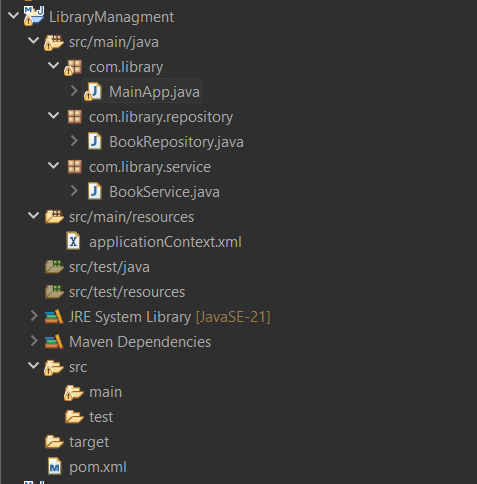 LibraryManagment
src/main/java
com.library
MainApp.java
com.library.repository
BookRepository.java
com.library.service
BookService.java
src/main/resources
applicationContext.xml
src/test/java
src/test/resources
JRE System Library [JavaSE-21]
Maven Dependencies
src
main
test
target
pom.xml